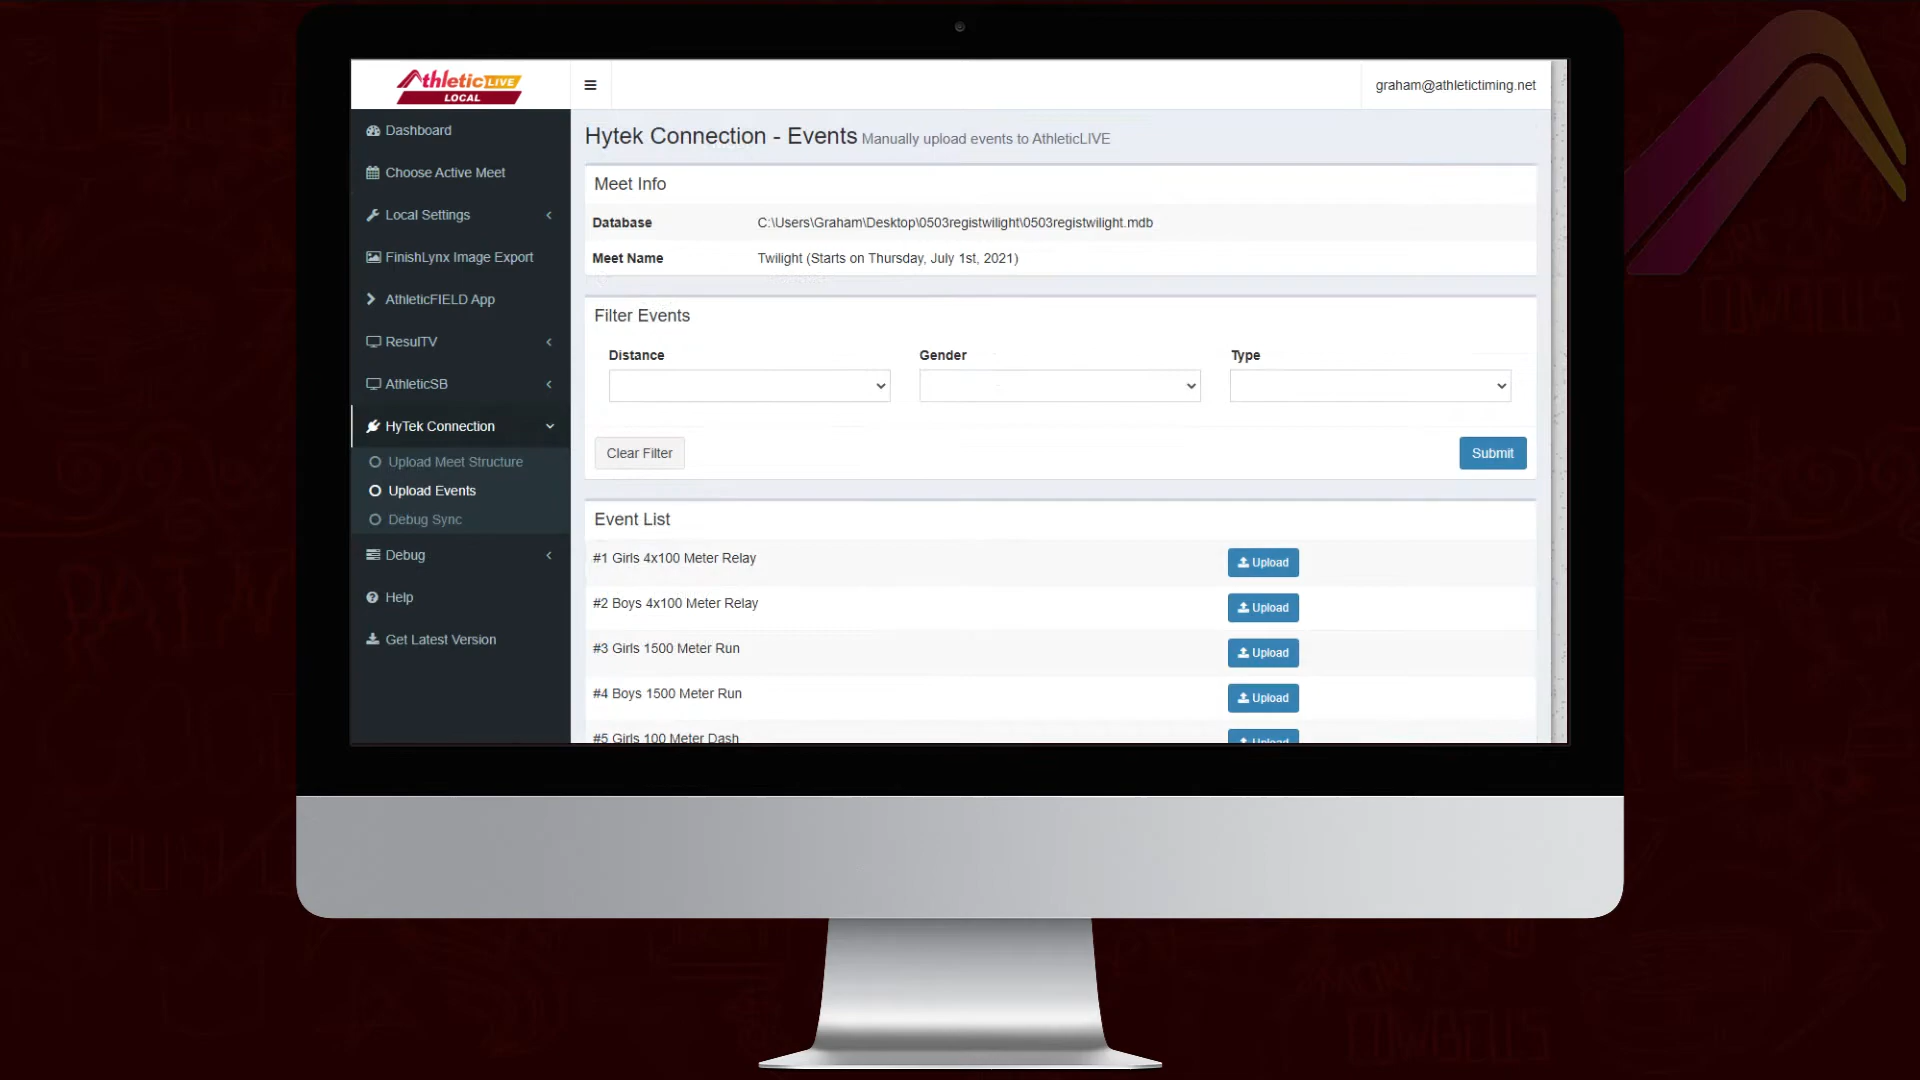 AthleticLIVE
LOCAL
graham@athletictiming.net
Dashboard
Choose Active Meet
Local Settings
FinishLynx Image Export
AthleticFIELD App
ResulTV
AthleticSB
HyTek Connection
Upload Meet Structure
Upload Events
Debug Sync
Debug
Help
Get Latest Version
Hytek Connection - Events Manually upload events to AthleticLIVE
Meet Info
Database C:\Users\Graham\Desktop\0503registwilight\0503registwilight.mdb
Meet Name Twilight (Starts on Thursday, July 1st, 2021)
Filter Events
Distance Gender Type
Clear Filter Submit
Event List
#1 Girls 4x100 Meter Relay Upload
#2 Boys 4x100 Meter Relay Upload
#3 Girls 1500 Meter Run Upload
#4 Boys 1500 Meter Run Upload
#5 Girls 100 Meter Dash Upload
COWBOYS